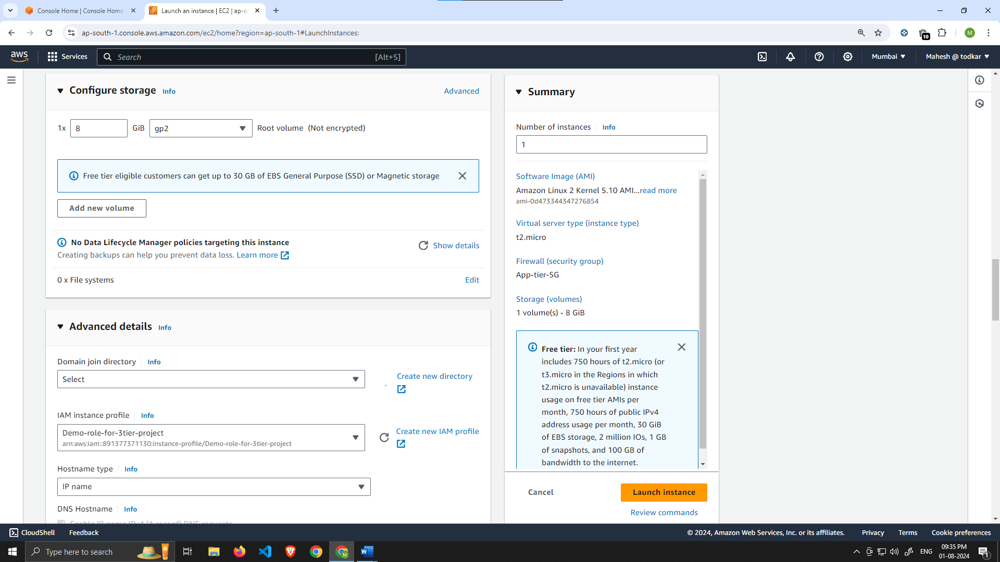 Console Home | Console Home
Launch an instance | EC2 | ap-so
ap-south-1.console.aws.amazon.com/ec2/home?region=ap-south-1#LaunchInstances:
10
M
aws
Services
Search
[Alt+S]
Mumbai
Mahesh @ todkar
Configure storage
Info
Advanced
1x
8
GiB
gp2
Root volume (Not encrypted)
Free tier eligible customers can get up to 30 GB of EBS General Purpose (SSD) or Magnetic storage
Add new volume
No Data Lifecycle Manager policies targeting this instance
Creating backups can help you prevent data loss. Learn more
Show details
0 x File systems
Edit
Advanced details
Info
Domain join directory
Info
Select
Create new directory
IAM instance profile
Info
Demo-role-for-3tier-project
arn:aws:iam::891377371130:instance-profile/Demo-role-for-3tier-project
Create new IAM profile
Hostname type
Info
IP name
DNS Hostname
Info
Enable IP name IPv4 (A record) DNS requests
Summary
Number of instances
Info
1
Software Image (AMI)
Amazon Linux 2 Kernel 5.10 AMI...read more
ami-0d473344347276854
Virtual server type (instance type)
t2.micro
Firewall (security group)
App-tier-SG
Storage (volumes)
1 volume(s) - 8 GiB
Free tier: In your first year
includes 750 hours of t2.micro (or
t3.micro in the Regions in which
t2.micro is unavailable) instance
usage on free tier AMIs per
month, 750 hours of public IPv4
address usage per month, 30 GiB
of EBS storage, 2 million IOs, 1 GB
of snapshots, and 100 GB of
bandwidth to the internet.
Cancel
Launch instance
Review commands
CloudShell
Feedback
© 2024, Amazon Web Services, Inc. or its affiliates.
Privacy
Terms
Cookie preferences
Type here to search
M
W
ENG
09:35 PM
01-08-2024
1